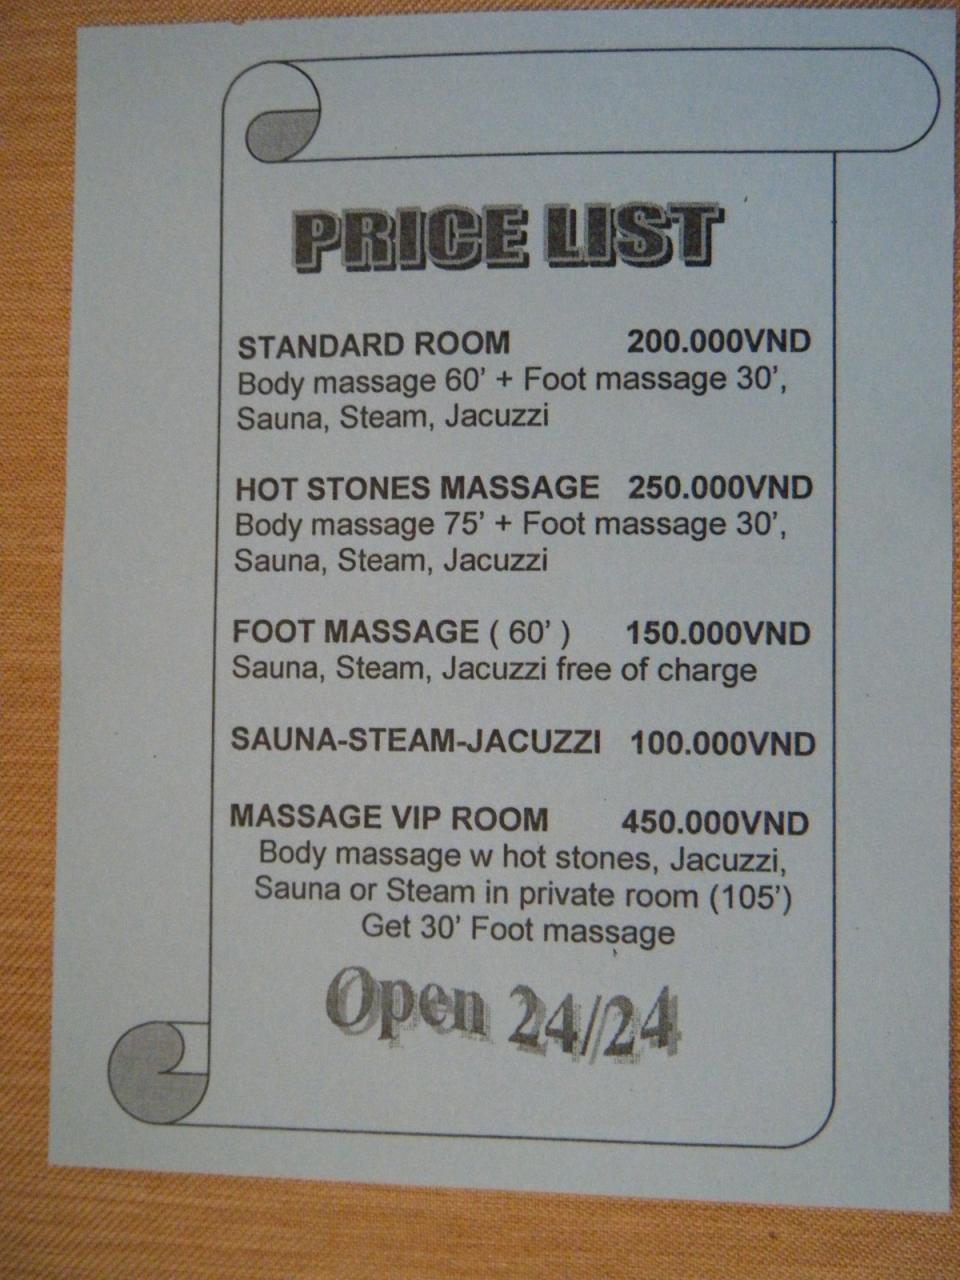 PRICE LIST
STANDARD ROOM 200.000VND
Body massage 60' + Foot massage 30',
Sauna, Steam, Jacuzzi
HOT STONES MASSAGE 250.000VND
Body massage 75' + Foot massage 30',
Sauna, Steam, Jacuzzi
FOOT MASSAGE ( 60' ) 150.000VND
Sauna, Steam, Jacuzzi free of charge
SAUNA-STEAM-JACUZZI 100.000VND
MASSAGE VIP ROOM 450.000VND
Body massage w hot stones, Jacuzzi,
Sauna or Steam in private room (105')
Get 30' Foot massage
Open 24//24